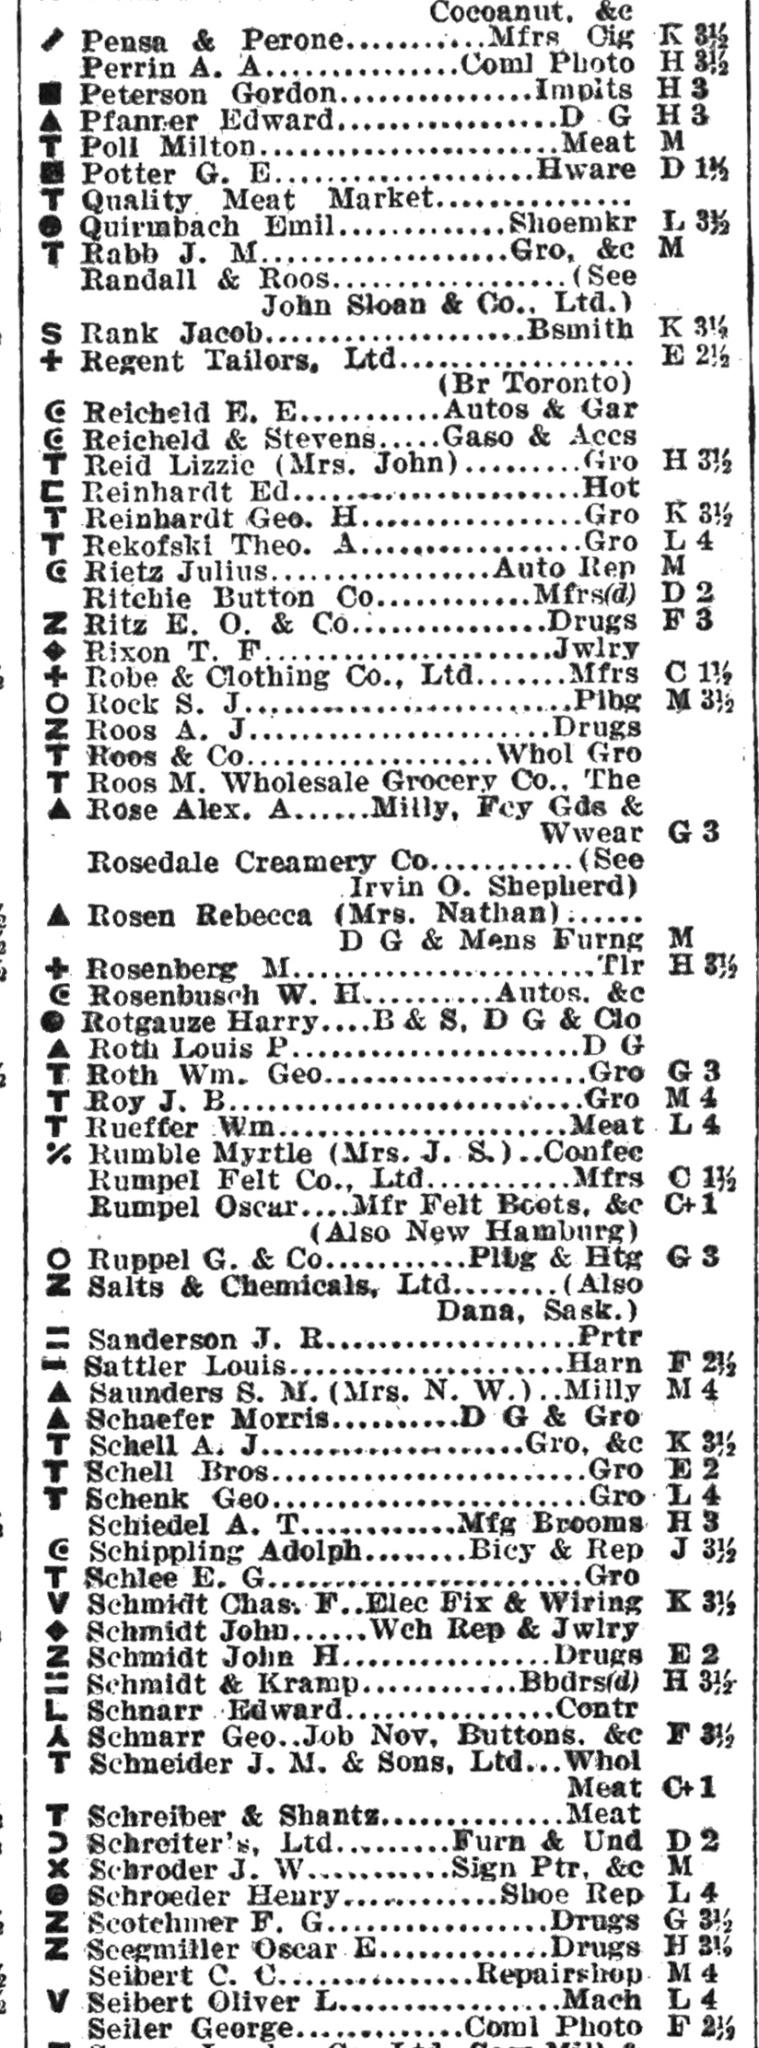 Cocoanut, &c
Pensa & Perone...........Mfrs Cig K 3½
Perrin A. A...............Coml Photo H 3½
■ Peterson Gordon...............Implts H 3
▲ Pfanner Edward.................D G H 3
T Poll Milton.......................Meat M
Potter G. E....................Hware D 1½
T Quality Meat Market...............
● Quirmbach Emil.............Shoemkr L 3½
T Rabb J. M...................Gro, &c M
Randall & Roos..................(See
John Sloan & Co., Ltd.)
S Rank Jacob.....................Bsmith K 3½
+ Regent Tailors, Ltd................. E 2½
(Br Toronto)
Reicheld E. E...........Autos & Gar
Reicheld & Stevens.....Gaso & Accs
T Reid Lizzie (Mrs. John).........Gro H 3½
Reinhardt Ed.....................Hot
T Reinhardt Geo. H................Gro K 3½
T Rekofski Theo. A................Gro L 4
Rietz Julius.................Auto Rep M
Ritchie Button Co............Mfrs(d) D 2
Z Ritz E. O. & Co..............Drugs F 3
◆ Rixon T. F.....................Jwlry
+ Robe & Clothing Co., Ltd.......Mfrs C 1½
O Rock S. J.........................Plbg M 3½
Z Roos A. J......................Drugs
T Roos & Co...................Whol Gro
T Roos M. Wholesale Grocery Co., The
▲ Rose Alex. A......Milly, Fcy Gds &
Wwear G 3
Rosedale Creamery Co...........(See
Irvin O. Shepherd)
▲ Rosen Rebecca (Mrs. Nathan)......
D G & Mens Furng M
+ Rosenberg M.......................Tlr H 3½
Rosenbusch W. H..........Autos, &c
● Rotgauze Harry....B & S, D G & Clo
▲ Roth Louis P......................D G
T Roth Wm. Geo....................Gro G 3
T Roy J. B...........................Gro M 4
T Rueffer Wm......................Meat L 4
٪ Rumble Myrtle (Mrs. J. S.)..Confec
Rumpel Felt Co., Ltd...........Mfrs C 1½
Rumpel Oscar....Mfr Felt Boots, &c C+1
(Also New Hamburg)
O Ruppel G. & Co...........Plbg & Htg G 3
Z Salts & Chemicals, Ltd........(Also
Dana, Sask.)
= Sanderson J. R...................Prtr
Sattler Louis.....................Harn F 2½
▲ Saunders S. M. (Mrs. N. W.)..Milly M 4
▲ Schaefer Morris..........D G & Gro
T Schell A. J....................Gro, &c K 3½
T Schell Bros........................Gro E 2
T Schenk Geo........................Gro L 4
Schiedel A. T............Mfg Brooms H 3
Schippling Adolph........Bicy & Rep J 3½
T Schlee E. G........................Gro
V Schmidt Chas. F..Elec Fix & Wiring K 3½
◆ Schmidt John......Wch Rep & Jwlry
Z Schmidt John H................Drugs E 2
= Schmidt & Kramp............Bbdrs(d) H 3½
L Schnarr Edward................Contr
Schnarr Geo..Job Nov, Buttons, &c F 3½
T Schneider J. M. & Sons, Ltd...Whol
Meat C+1
T Schreiber & Shantz..............Meat
Schreiter's, Ltd.........Furn & Und D 2
Schroder J. W...........Sign Ptr, &c M
● Schroeder Henry............Shoe Rep L 4
Z Scotchmer F. G.................Drugs G 3½
Z Seegmiller Oscar E.............Drugs H 3½
Seibert C. C...............Repairshop M 4
V Seibert Oliver L.................Mach L 4
Seiler George.............Coml Photo F 2½